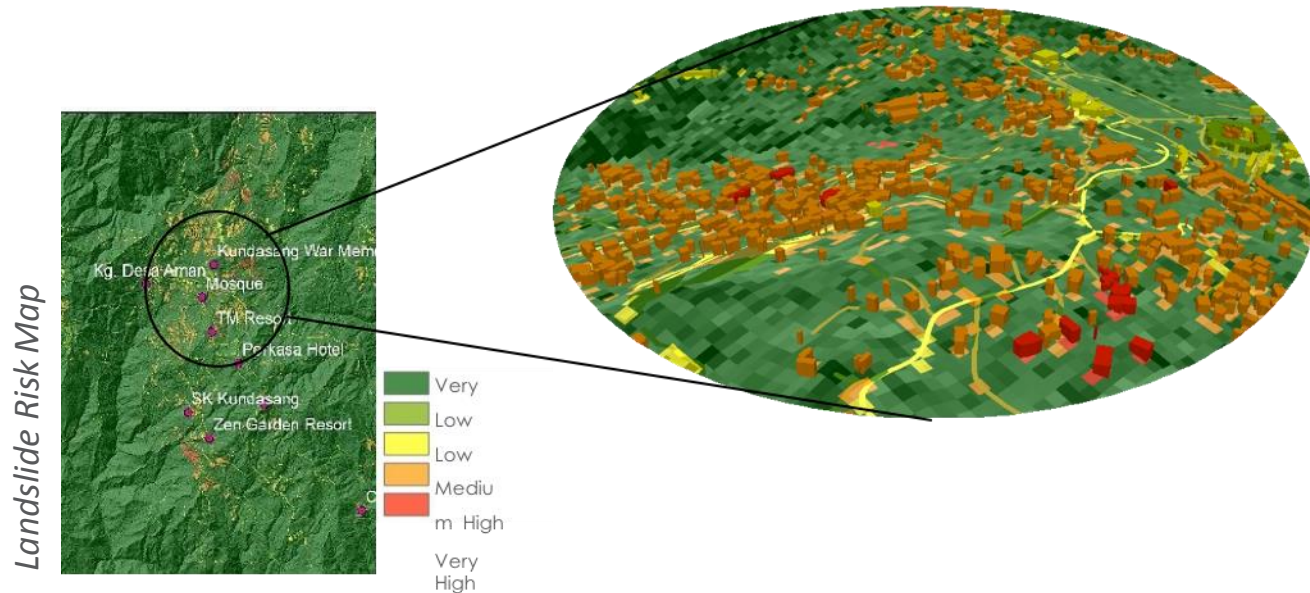 Landslide Risk Map
Kundasang War Mem
Kg. Desa Aman
Mosque
TM Resort
Perkasa Hotel
SK Kundasang
Zen Garden Resort
C
Very
Low
Low
Mediu
m High
Very
High